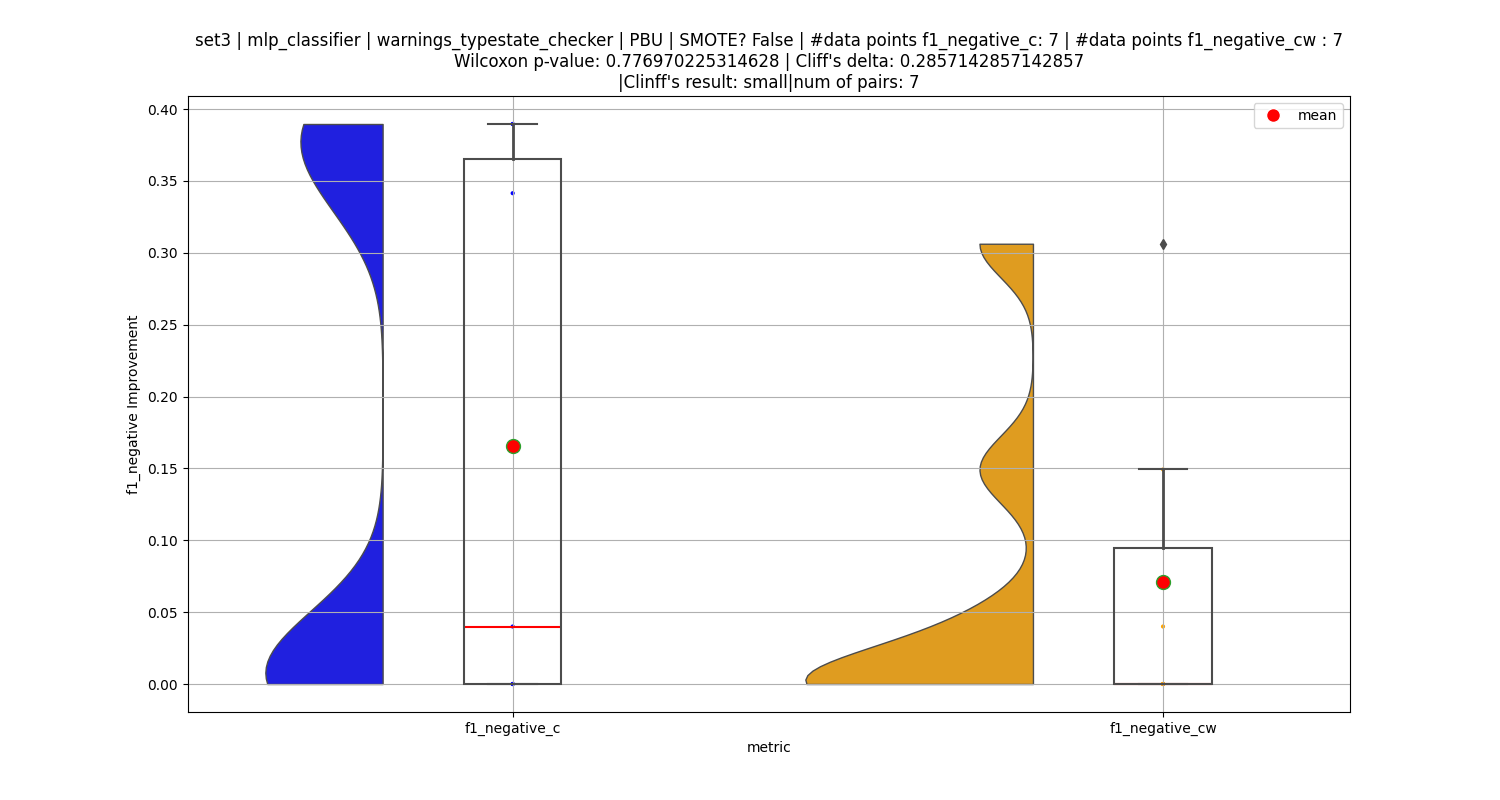 set3 | mlp_classifier | warnings_typestate_checker | PBU | SMOTE? False | #data points f1_negative_c: 7 | #data points f1_negative_cw : 7
Wilcoxon p-value: 0.776970225314628 | Cliff's delta: 0.2857142857142857
|Clinff's result: small|num of pairs: 7
mean
0.40
0.35
0.30
0.25
0.20
0.15
0.10
0.05
0.00
f1_negative Improvement
f1_negative_c
f1_negative_cw
metric